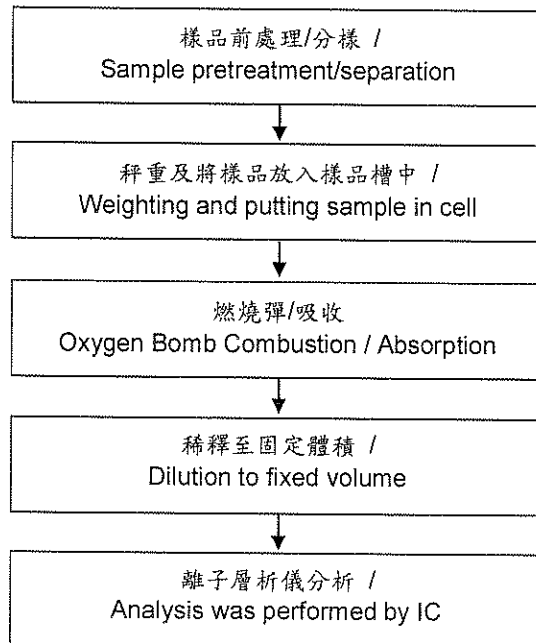 樣品前處理/分樣 /
Sample pretreatment/separation
秤重及將樣品放入樣品槽中 /
Weighting and putting sample in cell
燃燒彈/吸收
Oxygen Bomb Combustion / Absorption
稀釋至固定體積 /
Dilution to fixed volume
離子層析儀分析 /
Analysis was performed by IC